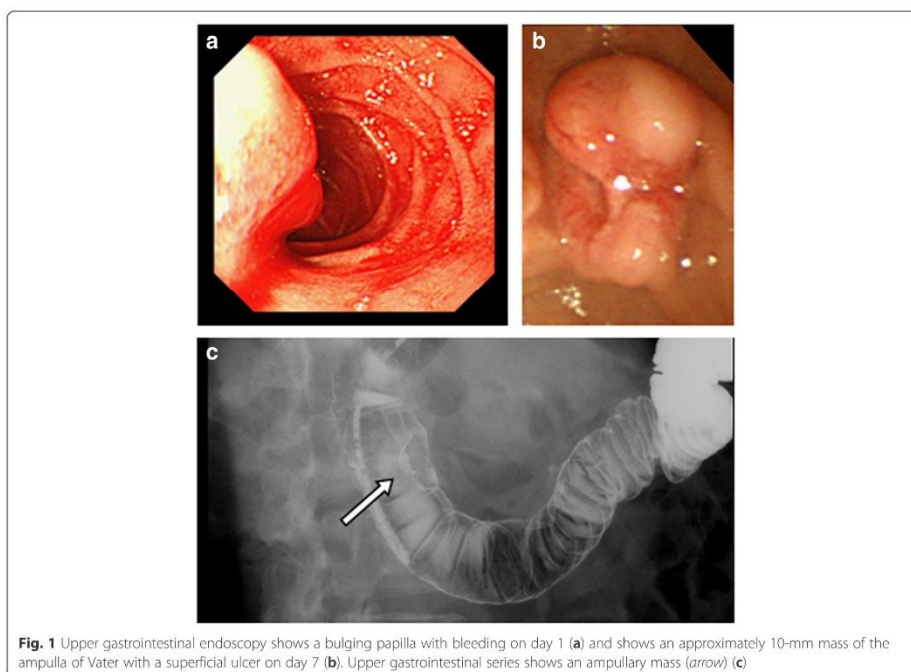 a
b
c
Fig. 1 Upper gastrointestinal endoscopy shows a bulging papilla with bleeding on day 1 (a) and shows an approximately 10-mm mass of the
ampulla of Vater with a superficial ulcer on day 7 (b). Upper gastrointestinal series shows an ampullary mass (arrow) (c)